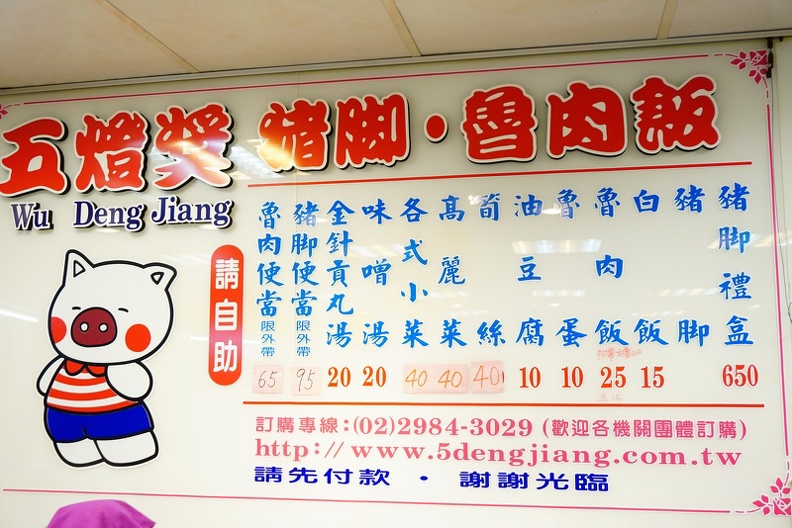 五燈獎 豬脚·魯肉飯
Wu Deng Jiang
請自助
豬脚禮盒 650
豬脚
白飯 15
魯肉飯 25
魯蛋 10
油豆腐 10
筍絲 40
高麗菜 40
各式小菜 40
味噌湯 20
金針貢丸湯 20
豬脚便當 限外帶 95
魯肉便當 限外帶 65
訂購專線:(02)2984-3029 (歡迎各機關團體訂購)
http://www.5dengjiang.com.tw
請先付款 · 謝謝光臨